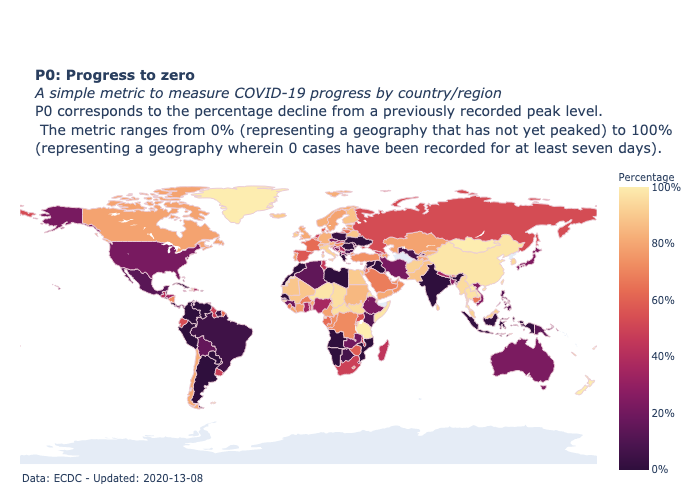 P0: Progress to zero
A simple metric to measure COVID-19 progress by country/region
P0 corresponds to the percentage decline from a previously recorded peak level.
The metric ranges from 0% (representing a geography that has not yet peaked) to 100%
(representing a geography wherein 0 cases have been recorded for at least seven days).
Percentage
100%
80%
60%
40%
20%
0%
Data: ECDC - Updated: 2020-13-08